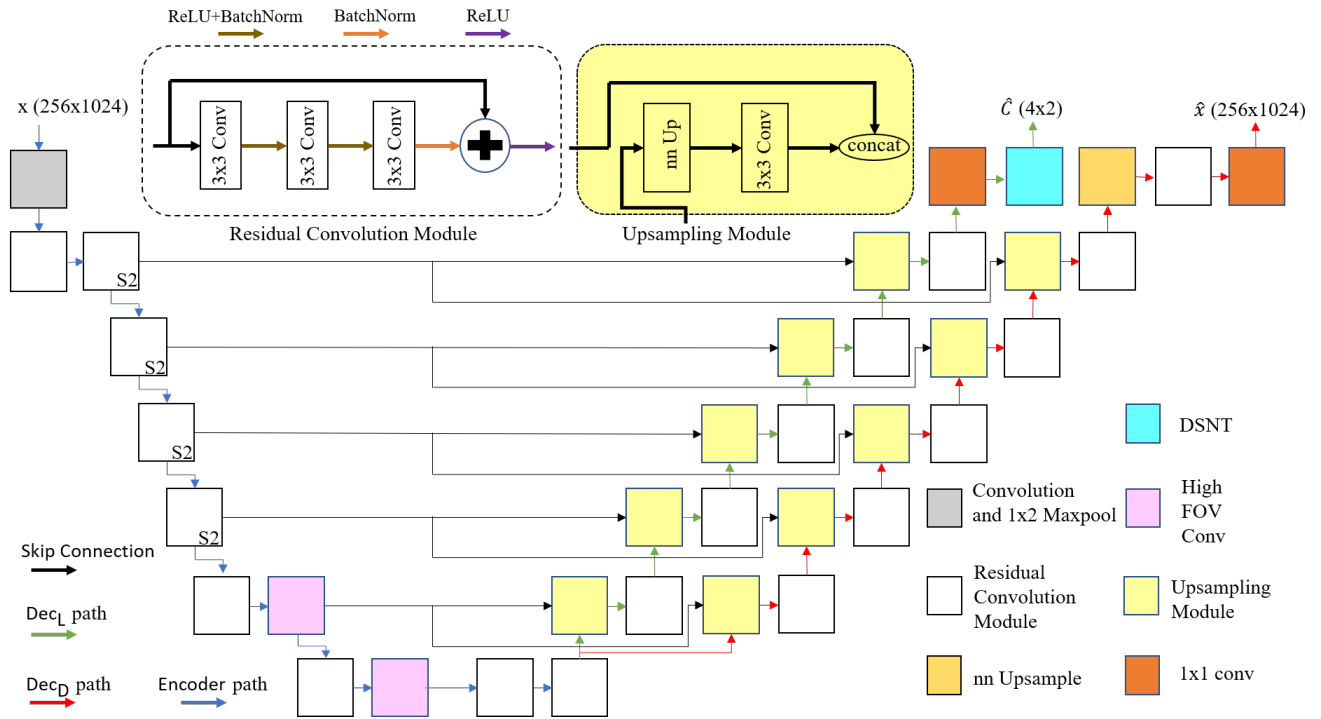 ReLU+BatchNorm BatchNorm ReLU
x (256x1024)
3x3 Conv
3x3 Conv
3x3 Conv
Residual Convolution Module
nn Up
3x3 Conv
concat
Upsampling Module
Ĉ (4x2)
x̂ (256x1024)
S2
S2
S2
S2
Skip Connection
DecL path
DecD path
Encoder path
DSNT
Convolution
and 1x2 Maxpool
High
FOV
Conv
Residual
Convolution
Module
Upsampling
Module
nn Upsample
1x1 conv